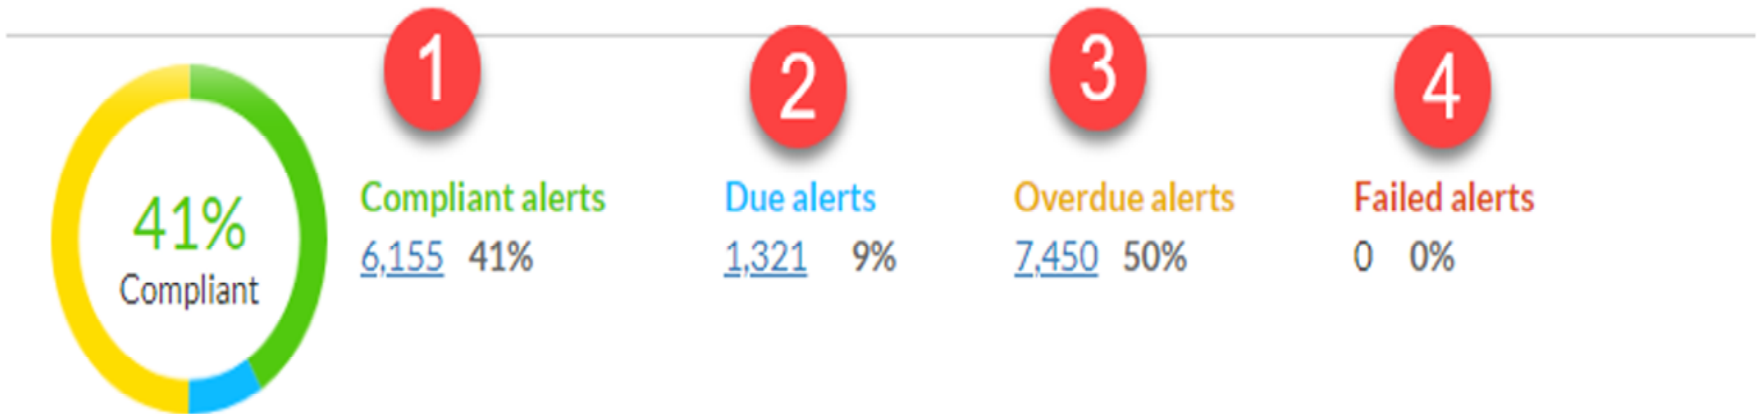 1
2
3
4
41%
Compliant
Compliant alerts
6,155 41%
Due alerts
1,321 9%
Overdue alerts
7,450 50%
Failed alerts
0 0%